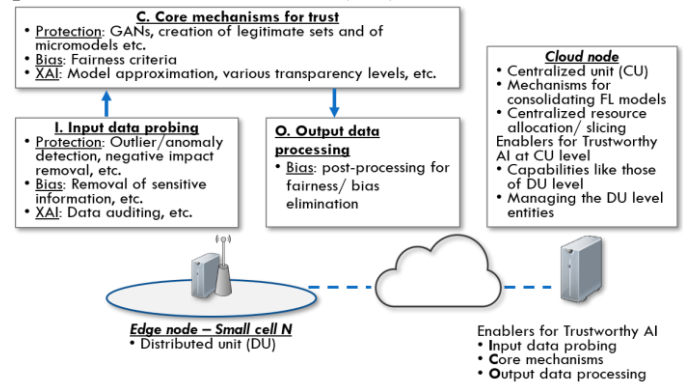 C. Core mechanisms for trust
• Protection: GANs, creation of legitimate sets and of
micromodels etc.
• Bias: Fairness criteria
• XAI: Model approximation, various transparency levels, etc.
I. Input data probing
• Protection: Outlier/anomaly
detection, negative impact
removal, etc.
• Bias: Removal of sensitive
information, etc.
• XAI: Data auditing, etc.
O. Output data
processing
• Bias: post-processing for
fairness/ bias
elimination
Cloud node
• Centralized unit (CU)
• Mechanisms for
consolidating FL models
• Centralized resource
allocation/ slicing
Enablers for Trustworthy
AI at CU level
• Capabilities like those
of DU level
• Managing the DU level
entities
Edge node – Small cell N
• Distributed unit (DU)
Enablers for Trustworthy AI
• Input data probing
• Core mechanisms
• Output data processing